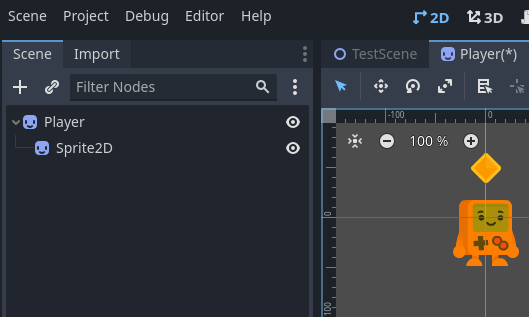 Scene Project Debug Editor Help 2D 3D
Scene Import TestScene Player(*)
Filter Nodes
-100 0
Player
100 %
Sprite2D
0
100